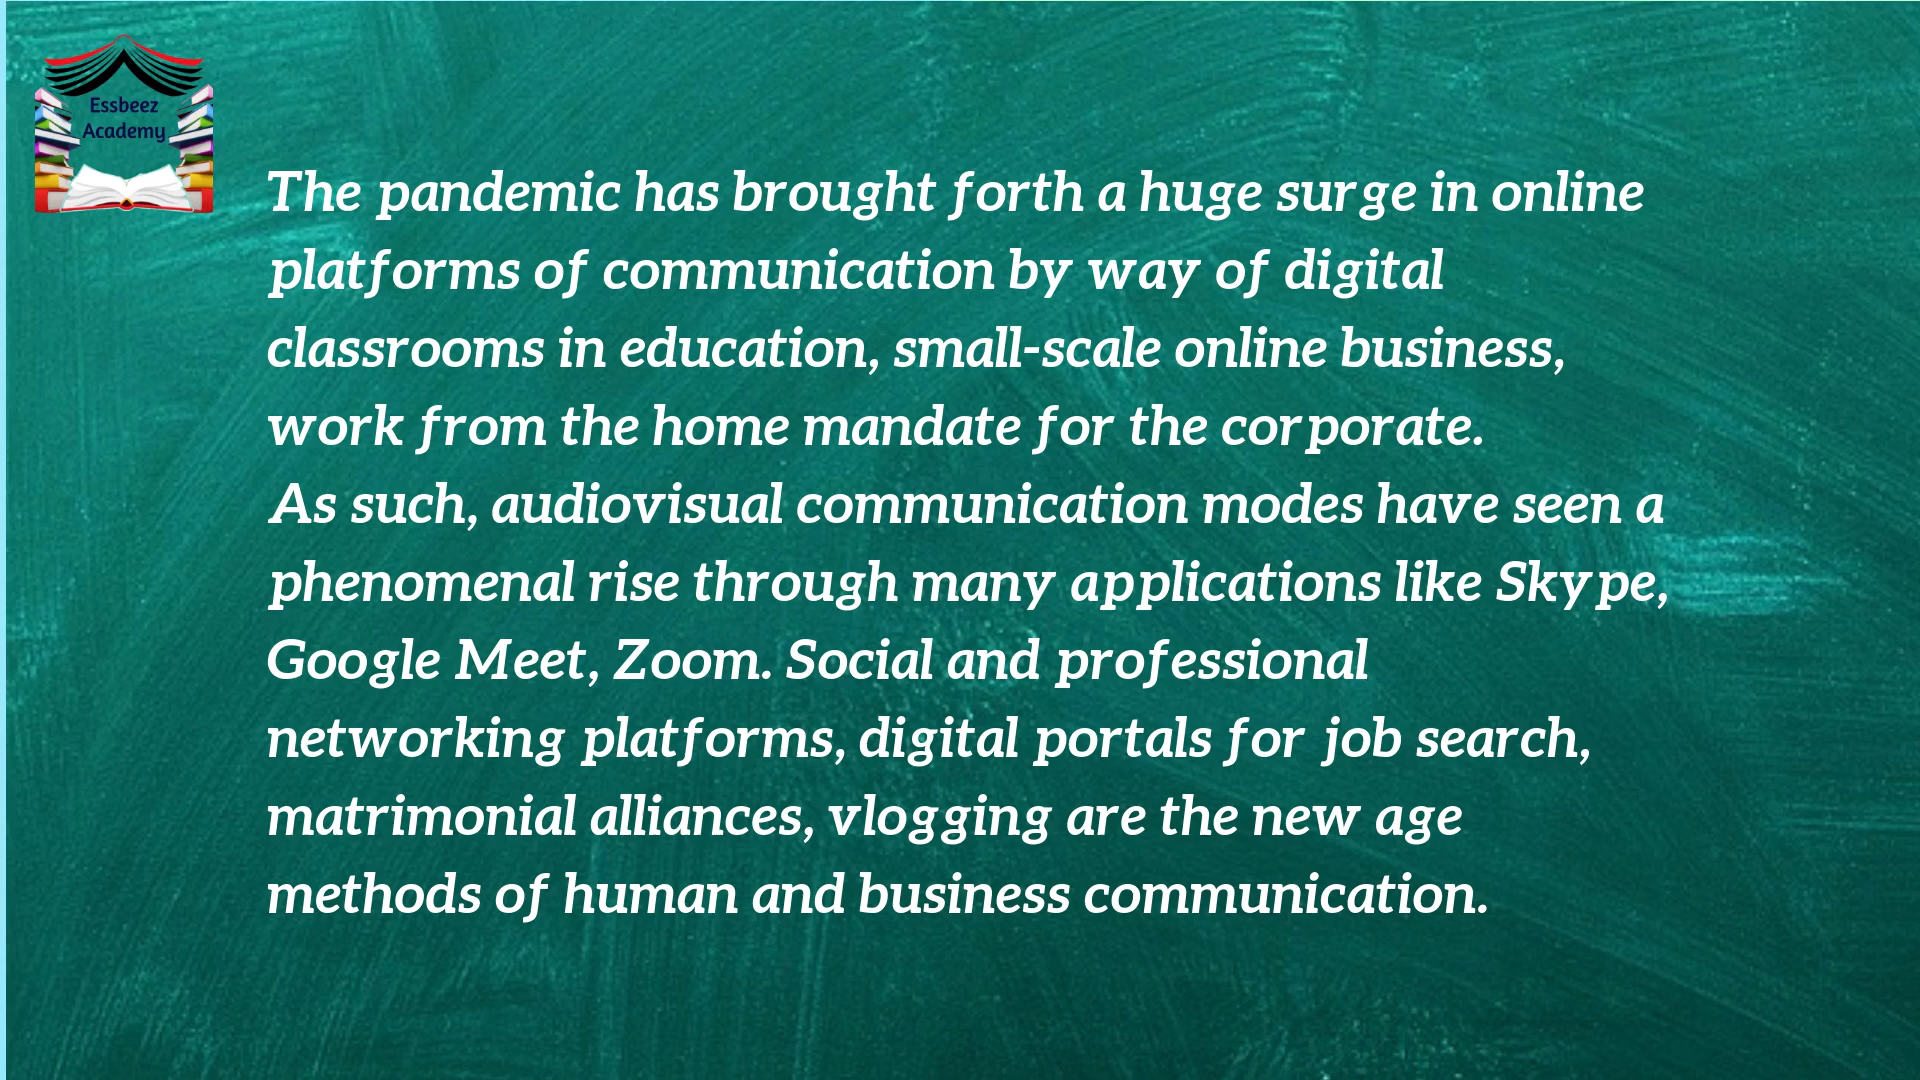 Essbeez
Academy
The pandemic has brought forth a huge surge in online
platforms of communication by way of digital
classrooms in education, small-scale online business,
work from the home mandate for the corporate.
As such, audiovisual communication modes have seen a
phenomenal rise through many applications like Skype,
Google Meet, Zoom. Social and professional
networking platforms, digital portals for job search,
matrimonial alliances, vlogging are the new age
methods of human and business communication.